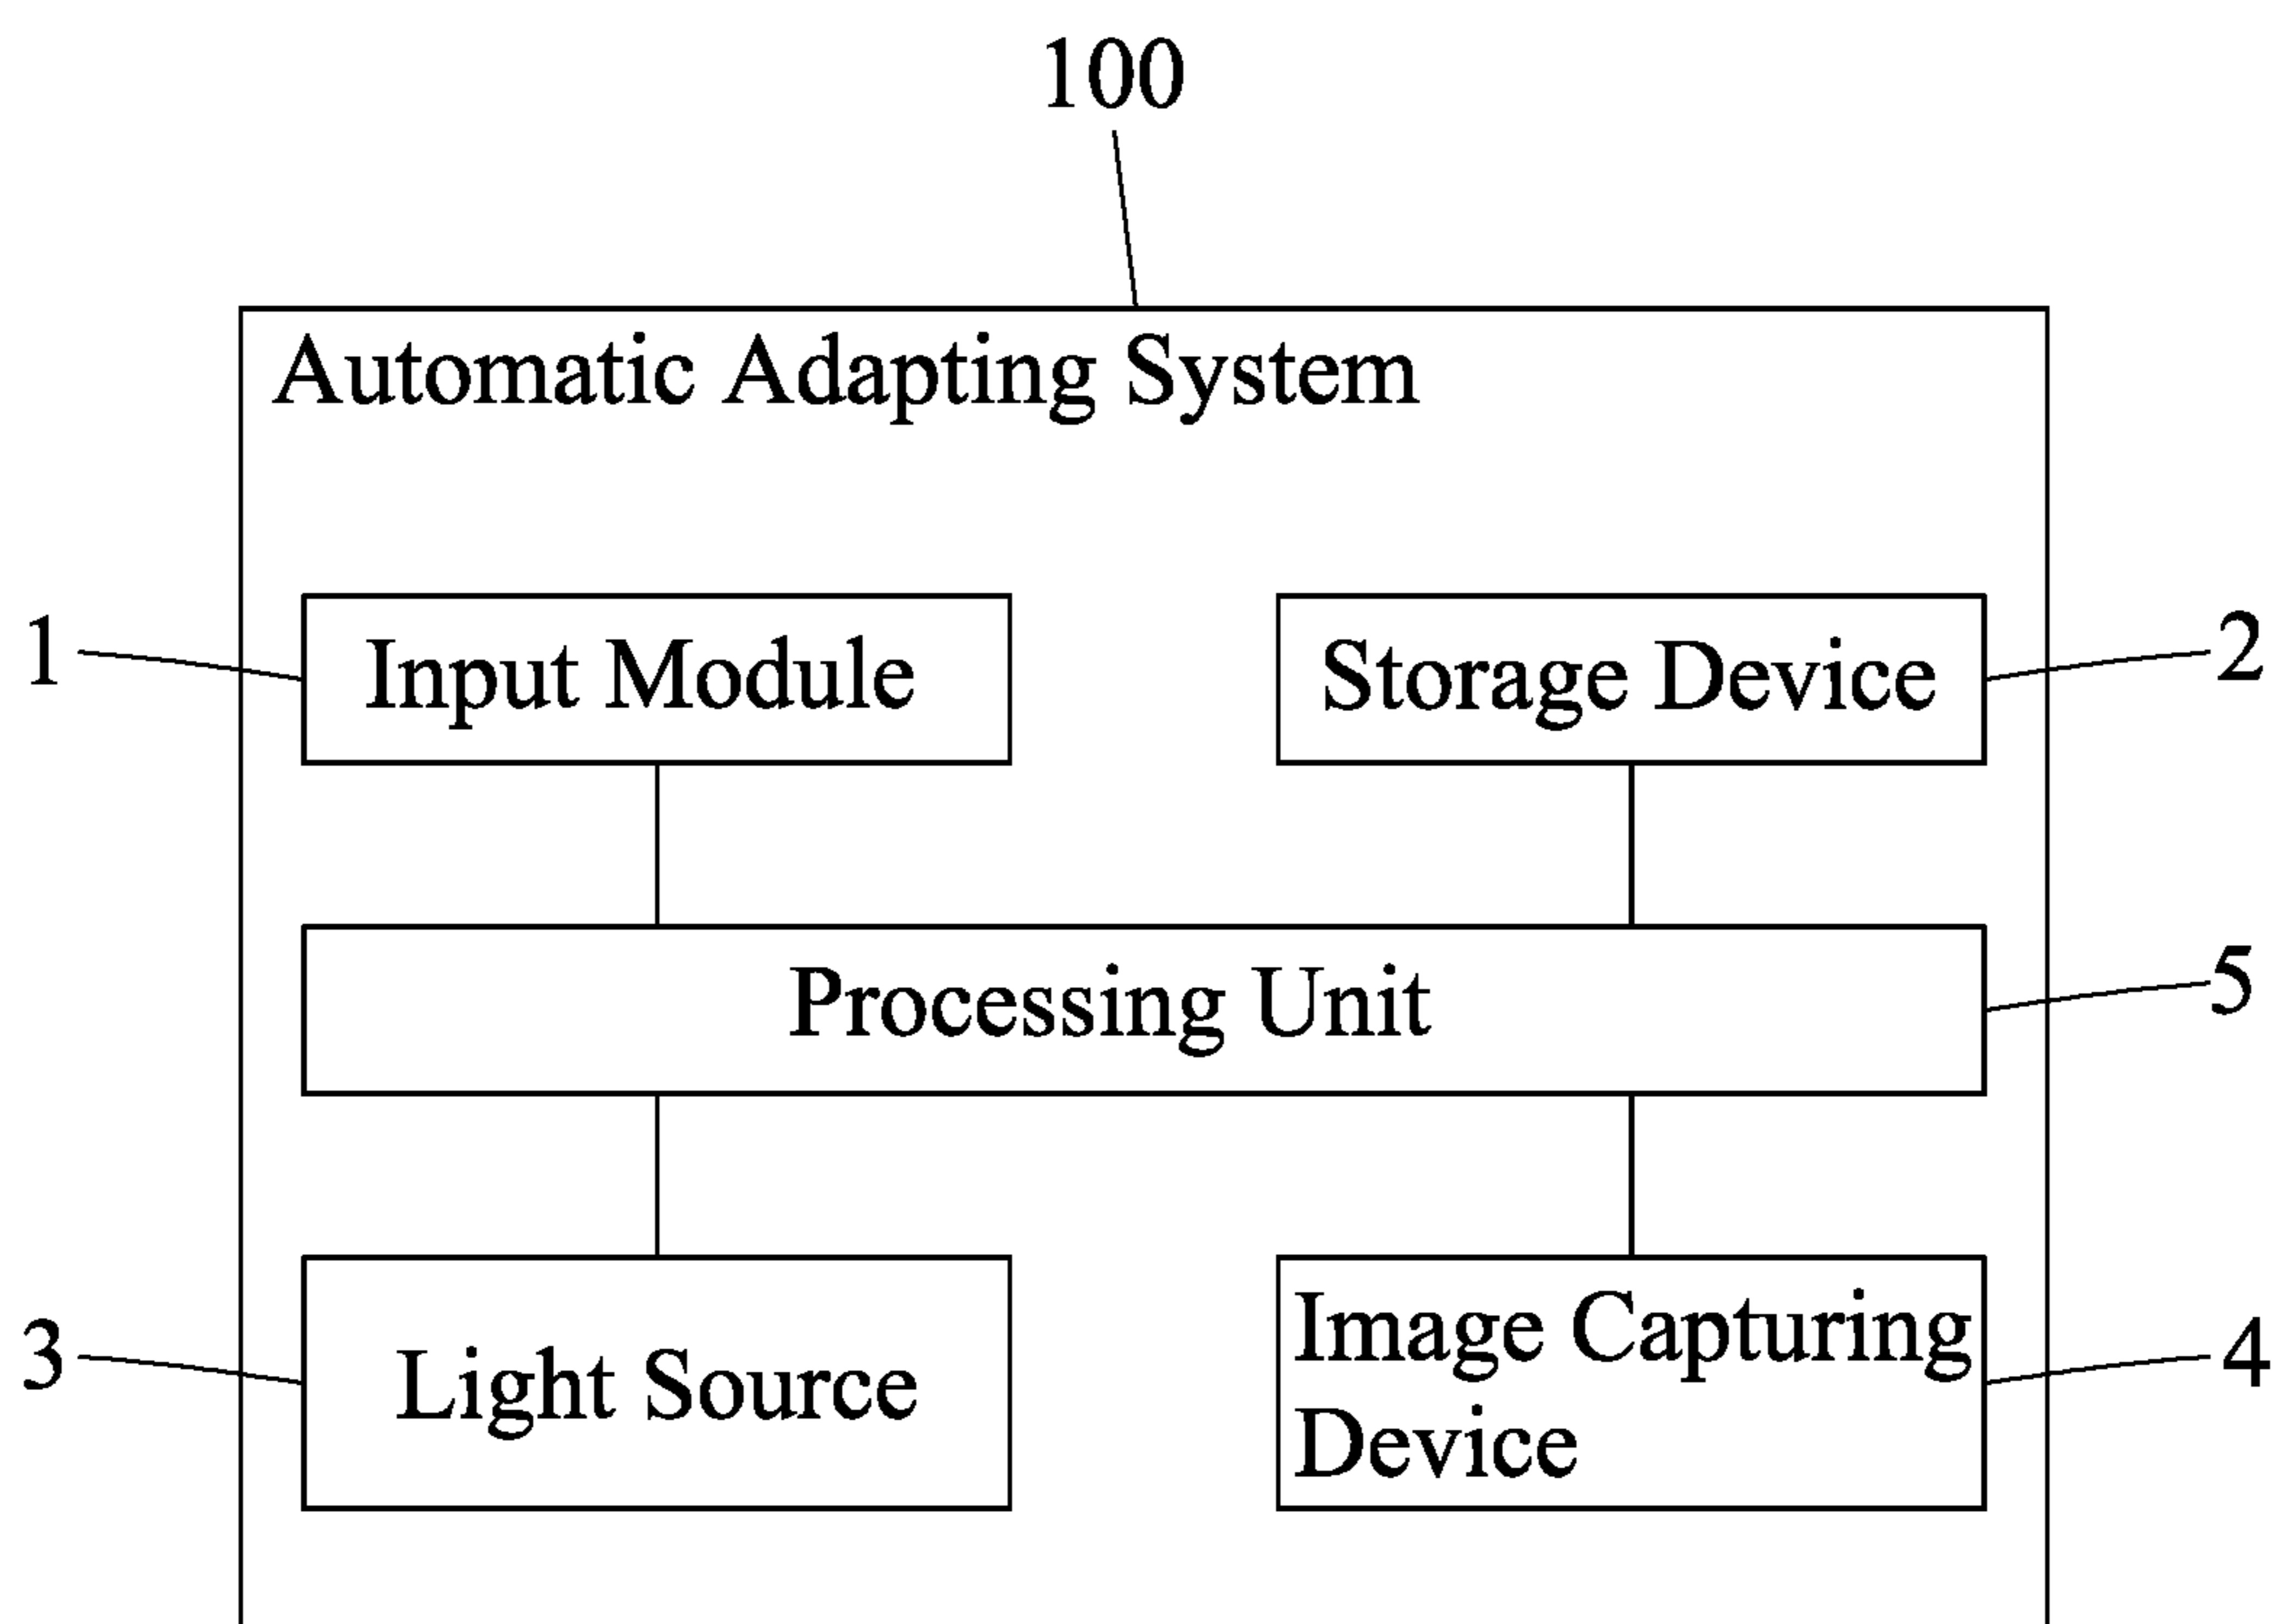 100
Automatic Adapting System
1
Input Module
Storage Device
2
Processing Unit
5
3
Light Source
Image Capturing
Device
4